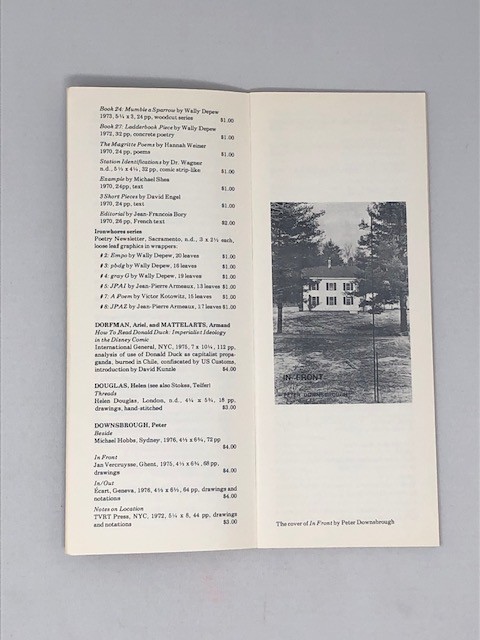 Book 24: Mumble a Sparrow by Wally Depew
1973, 5¼ x 3, 24 pp, woodcut series
$1.00
Book 27: Ladderbook Piece by Wally Depew
1972, 32 pp, concrete poetry
$1.00
The Magritte Poems by Hannah Weiner
1970, 24 pp, poems
$1.00
Station Identifications by Dr. Wagner
n.d., 5½ x 4¼, 32 pp, comic strip-like
$1.00
Example by Michael Shea
1970, 24pp, text
$1.00
3 Short Pieces by David Engel
1970, 24 pp, text
$1.00
Editorial by Jean-Francois Bory
1970, 26 pp, French text
$2.00
Ironwhores series
Poetry Newsletter, Sacramento, n.d., 3 x 2½ each,
loose leaf graphics in wrappers:
#2: Empo by Wally Depew, 20 leaves $1.00
#3: pbdg by Wally Depew, 16 leaves $1.00
#4: gray G by Wally Depew, 19 leaves $1.00
#5: JPA1 by Jean-Pierre Armeaux, 13 leaves $1.00
#7: A Poem by Victor Kotowitz, 15 leaves $1.00
#8: JPAZ by Jean-Pierre Armeaux, 17 leaves $1.00
DORFMAN, Ariel, and MATTELARTS, Armand
How To Read Donald Duck: Imperialist Ideology
in the Disney Comic
International General, NYC, 1975, 7 x 10¼, 112 pp,
analysis of use of Donald Duck as capitalist propa-
ganda; burned in Chile, confiscated by US Customs,
introduction by David Kunzle $4.00
DOUGLAS, Helen (see also Stokes, Telfer)
Threads
Helen Douglas, London, n.d., 4¼ x 5¾, 18 pp,
drawings, hand-stitched $3.00
DOWNSBROUGH, Peter
Beside
Michael Hobbs, Sydney, 1976, 4½ x 6¾, 72 pp
$4.00
In Front
Jan Vercruysse, Ghent, 1975, 4½ x 6¾, 68 pp,
drawings $4.00
In/Out
Écart, Geneva, 1976, 4½ x 6½, 64 pp, drawings and
notations $4.00
Notes on Location
TVRT Press, NYC, 1972, 5¼ x 8, 44 pp, drawings
and notations $3.00
IN FRONT
PETER DOWNSBROUGH
The cover of In Front by Peter Downsbrough